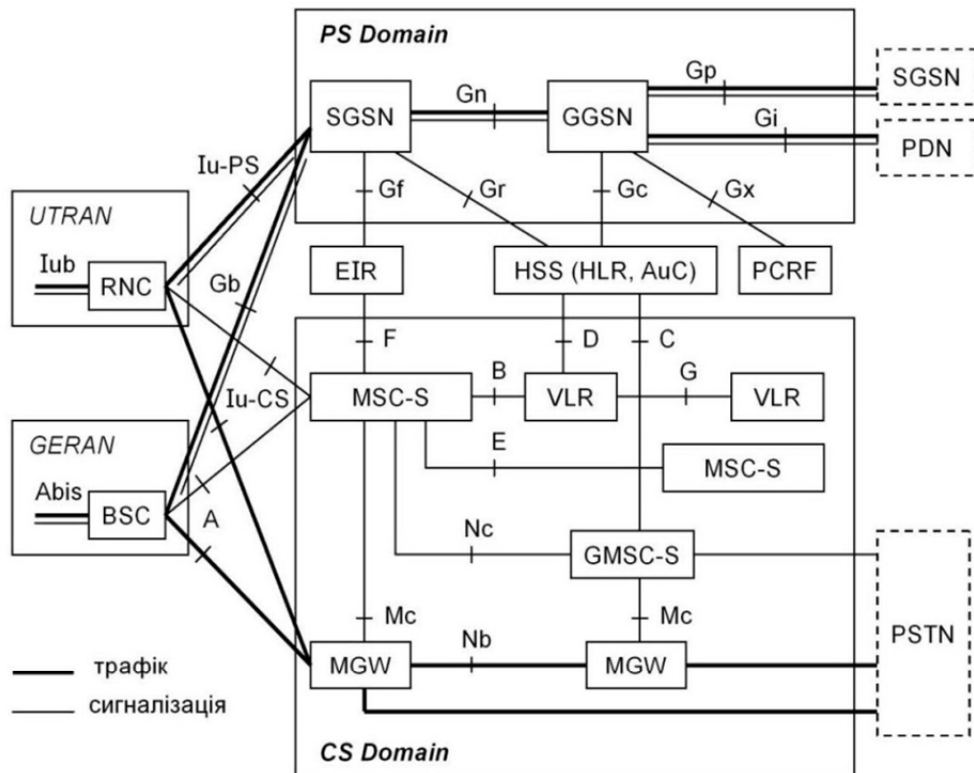 PS Domain
SGSN
Gp
Gn
SGSN
GGSN
Gi
PDN
Iu-PS
Gf
Gr
Gc
Gx
UTRAN
Iub
RNC
EIR
HSS (HLR, AuC)
PCRF
Gb
F
D
C
B
G
MSC-S
VLR
VLR
Iu-CS
GERAN
E
MSC-S
Abis
BSC
A
Nc
GMSC-S
Mc
Mc
PSTN
Nb
MGW
MGW
трафік
сигналізація
CS Domain